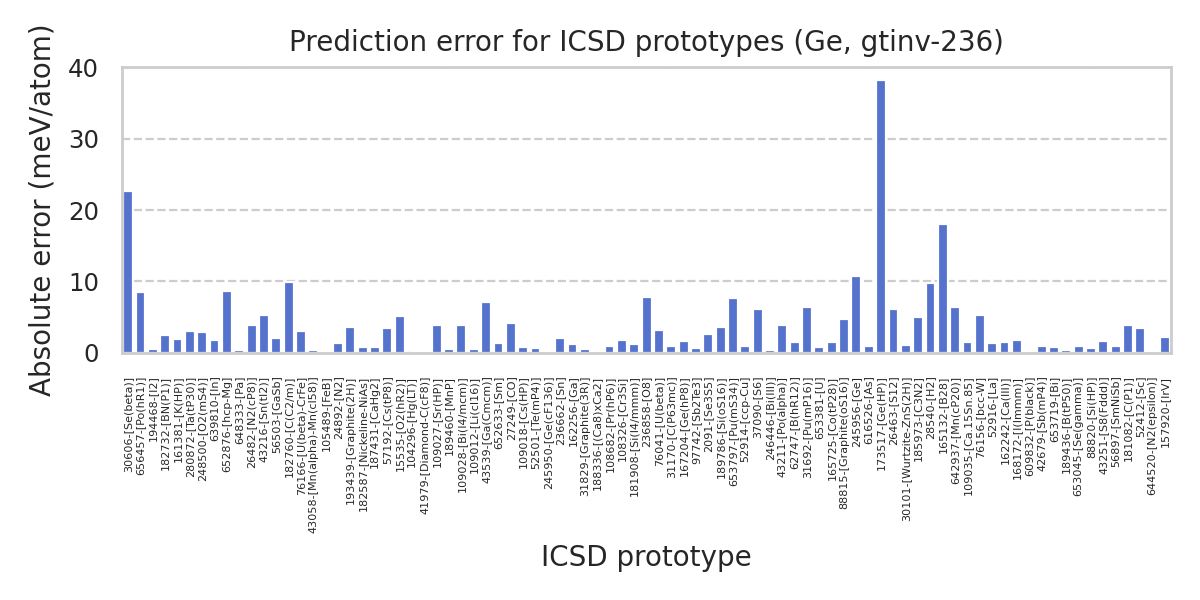 Prediction error for ICSD prototypes (Ge, gtinv-236)
Absolute error (meV/atom)
40
30
20
10
0
30606-[Se(beta)]
656457-[Po(hR1)]
194468-[I2]
182732-[BN(P1)]
161381-[K(HP)]
280872-[Ta(tP30)]
248500-[O2(mS4)]
639810-[In]
652876-[hcp-Mg]
648333-[Pa]
26482-[N2(cP8)]
43216-[Sn(tI2)]
56503-[GaSb]
182760-[C(C2/m)]
76166-[U(beta)-CrFe]
43058-[Mn(alpha)-Mn(cI58)]
105489-[FeB]
24892-[N2]
193439-[Graphite(2H)]
182587-[Nickeline-NiAs]
187431-[CaHg2]
57192-[Cs(tP8)]
15535-[O2(hR2)]
104296-[Hg(LT)]
41979-[Diamond-C(cF8)]
109027-[Sr(HP)]
189460-[MnP]
109028-[Bi(I4/mcm)]
109012-[Li(cI16)]
43539-[Ga(Cmcm)]
652633-[Sm]
27249-[CO]
109018-[Cs(HP)]
52501-[Te(mP4)]
245950-[Ge(cF136)]
236662-[Sn]
162256-[Ga]
31829-[Graphite(3R)]
188336-[(Ca8)xCa2]
108682-[Pr(hP6)]
108326-[Cr3Si]
181908-[Si(I4/mmm)]
236858-[O8]
76041-[U(beta)]
31170-[C(P63mc)]
167204-[Ge(hP8)]
97742-[Sb2Te3]
2091-[Se3S5]
189786-[Si(oS16)]
653797-[Pu(mS34)]
52914-[ccp-Cu]
37090-[S6]
246446-[Bi(III)]
43211-[Po(alpha)]
62747-[B(hR12)]
31692-[Pu(mP16)]
653381-[U]
165725-[Co(tP28)]
88815-[Graphite(oS16)]
245956-[Ge]
616526-[As]
173517-[Ge(HP)]
26463-[S12]
30101-[Wurtzite-ZnS(2H)]
185973-[C3N2]
28540-[H2]
165132-[B28]
642937-[Mn(cP20)]
109035-[Ca.15Sn.85]
76156-[bcc-W]
52916-[La]
162242-[Ca(III)]
168172-[I(Immm)]
609832-[P(black)]
42679-[Sb(mP4)]
653719-[Bi]
189436-[B(tP50)]
653045-[Se(gamma)]
88820-[Si(HP)]
43251-[S8(Fddd)]
56897-[SmNiSb]
181082-[C(P1)]
52412-[Sc]
644520-[N2(epsilon)]
157920-[IrV]
ICSD prototype